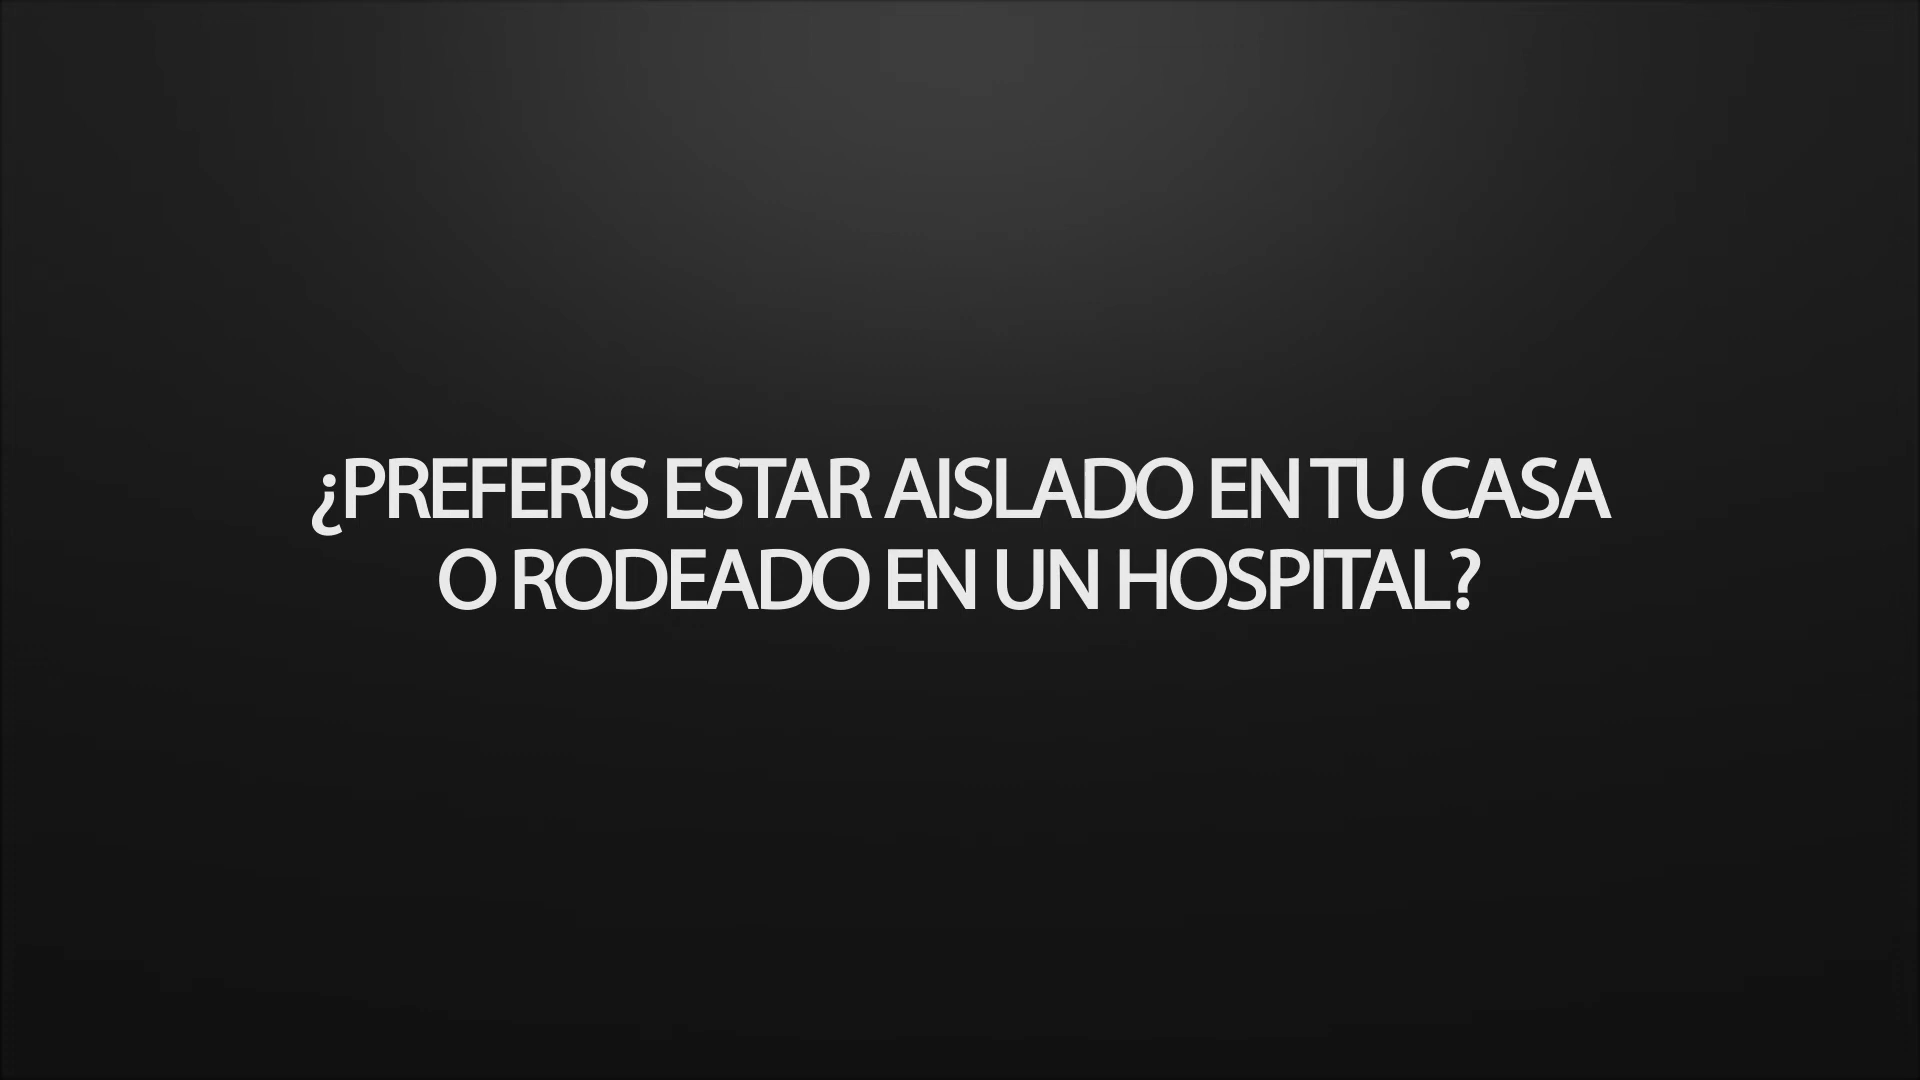 ¿PREFERIS ESTAR AISLADO EN TU CASA
O RODEADO EN UN HOSPITAL?